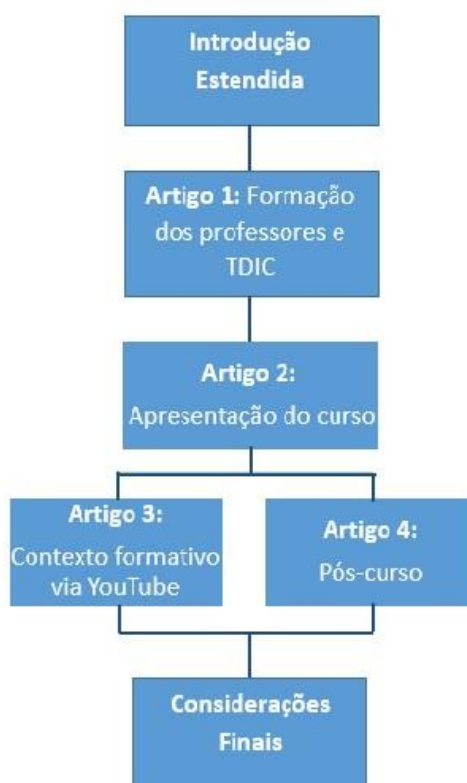 Introdução
Estendida
Artigo 1: Formação
dos professores e
TDIC
Artigo 2:
Apresentação do curso
Artigo 3:
Contexto formativo
via YouTube
Artigo 4:
Pós-curso
Considerações
Finais